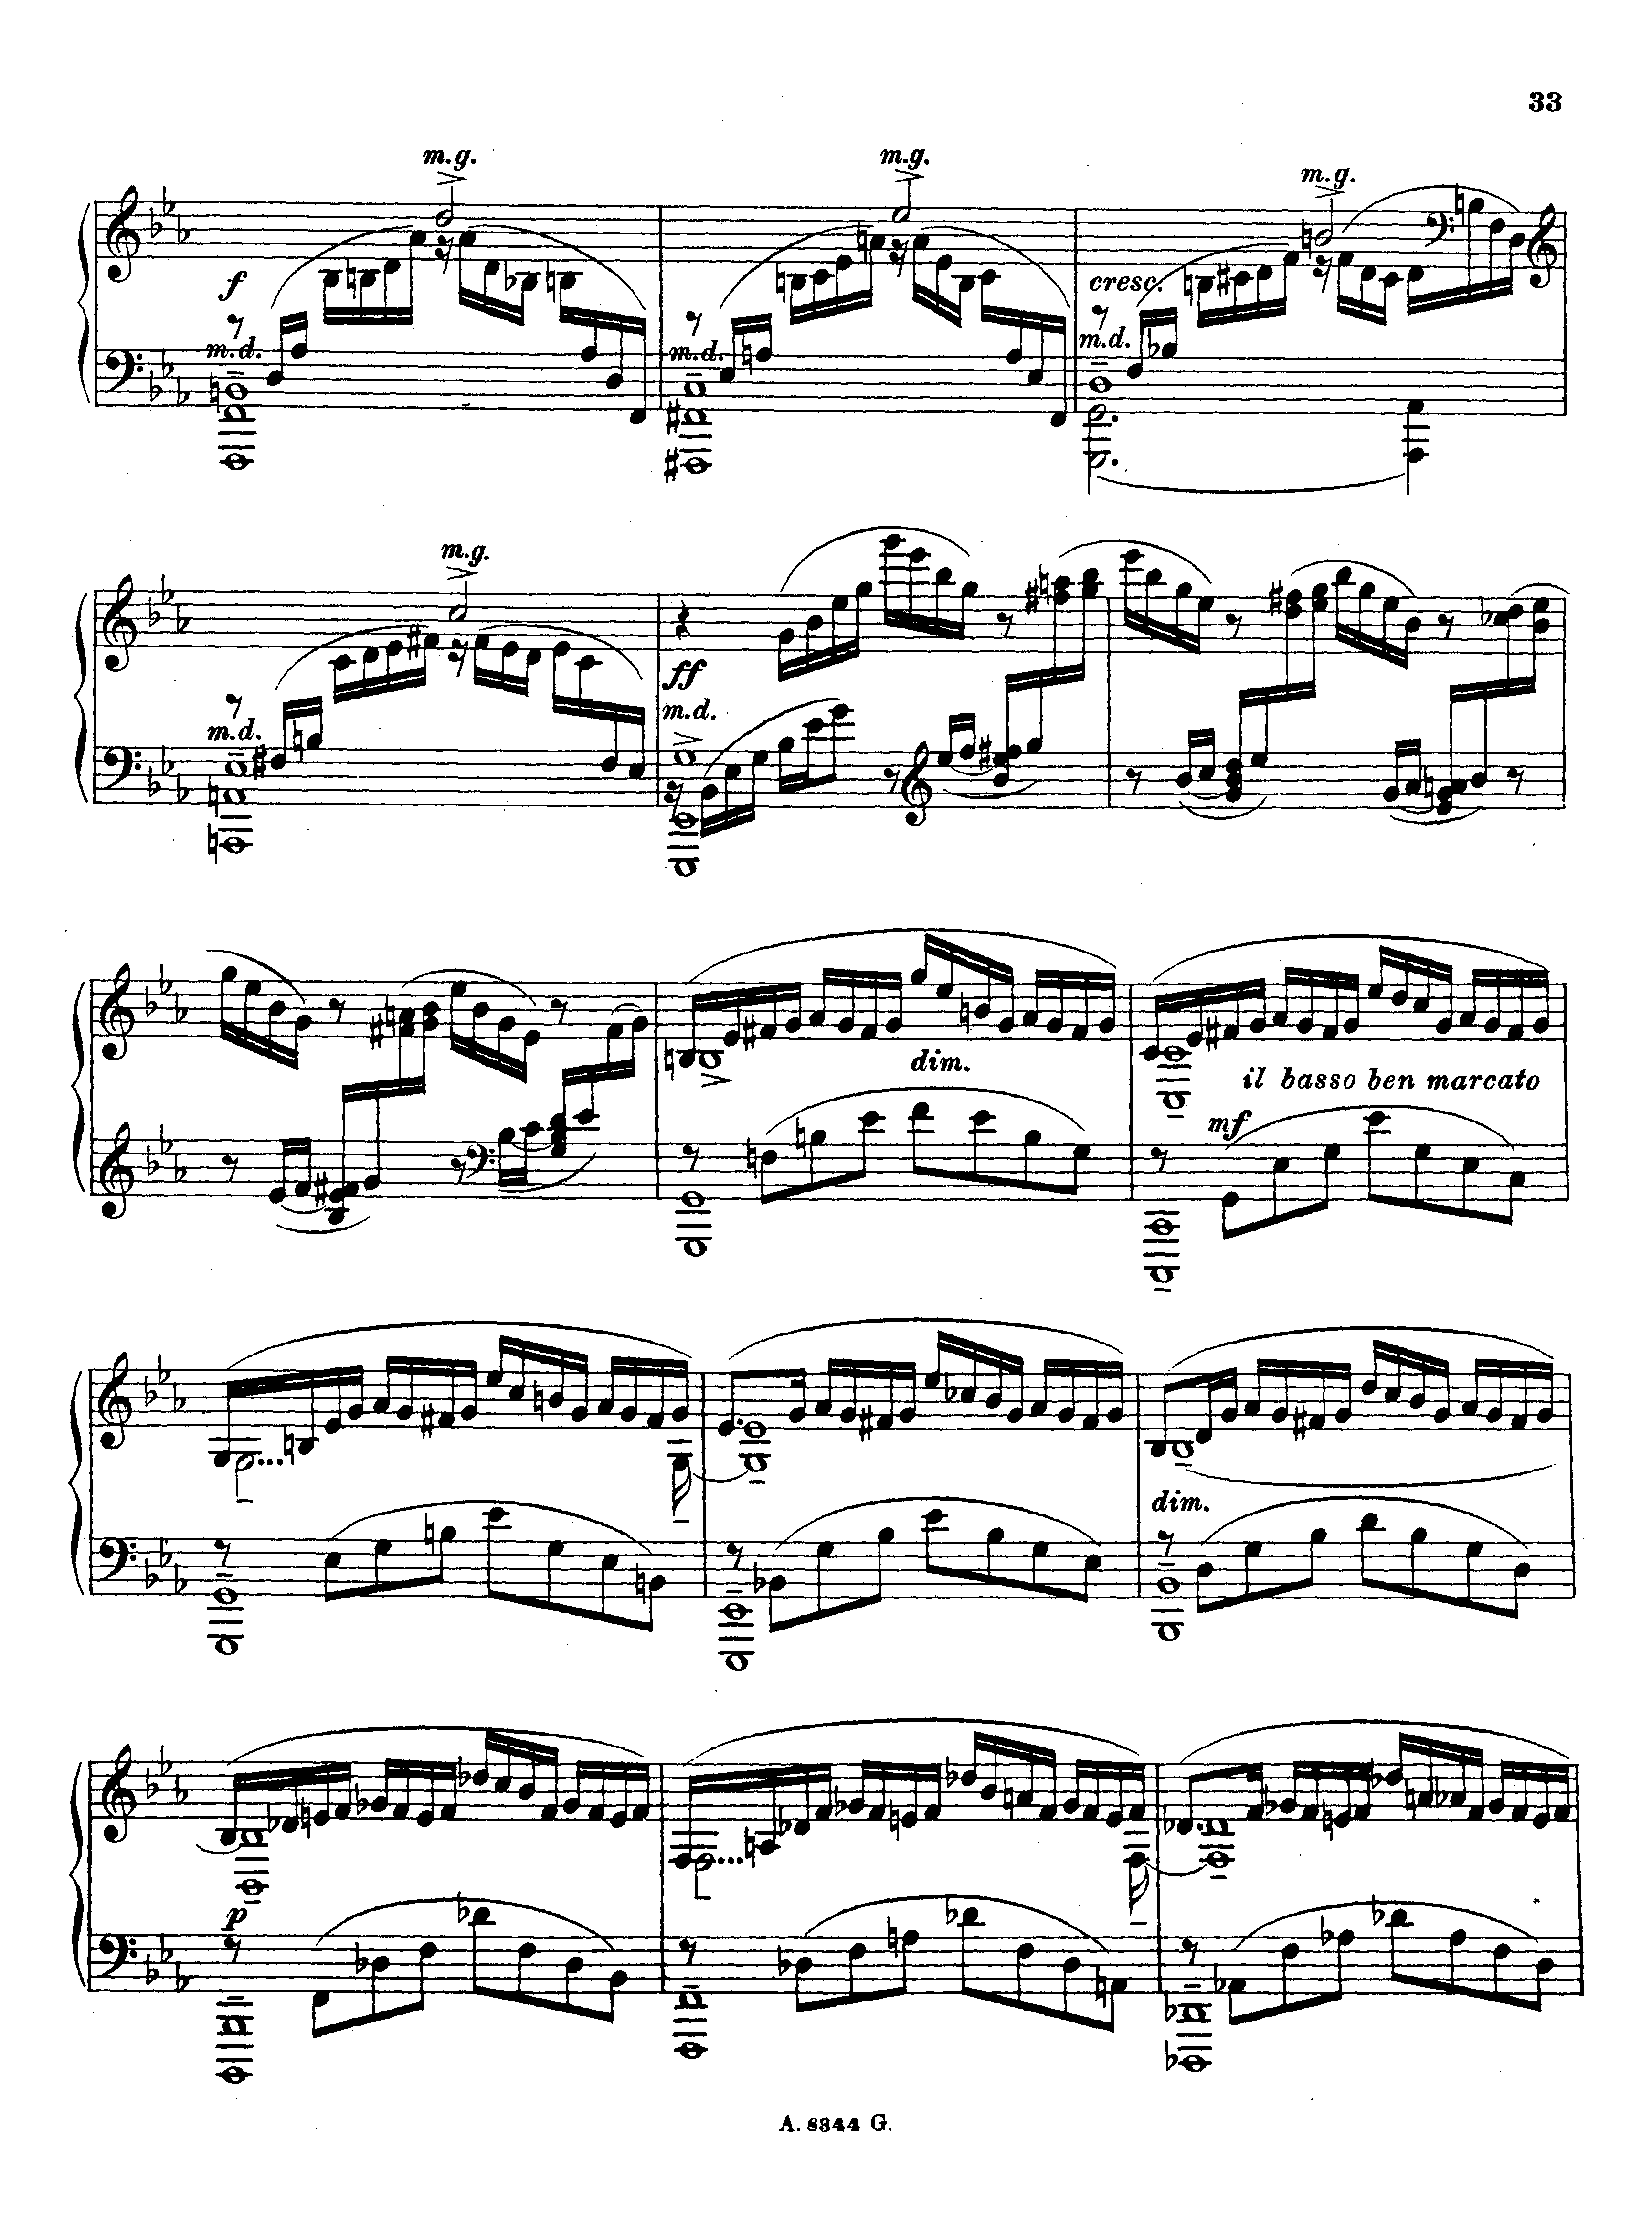 33
m.g. m.g. m.g.
f cresc.
m.d. m.d. m.d.
m.g.
ff
m.d. m.d.
dim.
il basso ben marcato
mf
dim.
p
A. 8344 G.